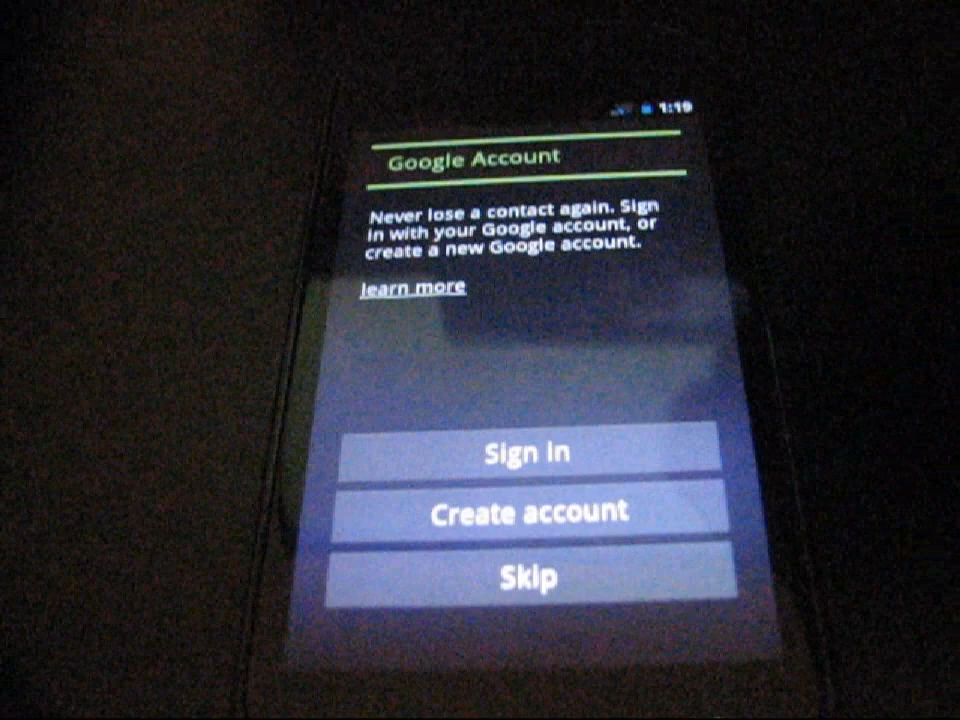 1:19
Google Account
Never lose a contact again. Sign
in with your Google account, or
create a new Google account.
learn more
Sign in
Create account
Skip